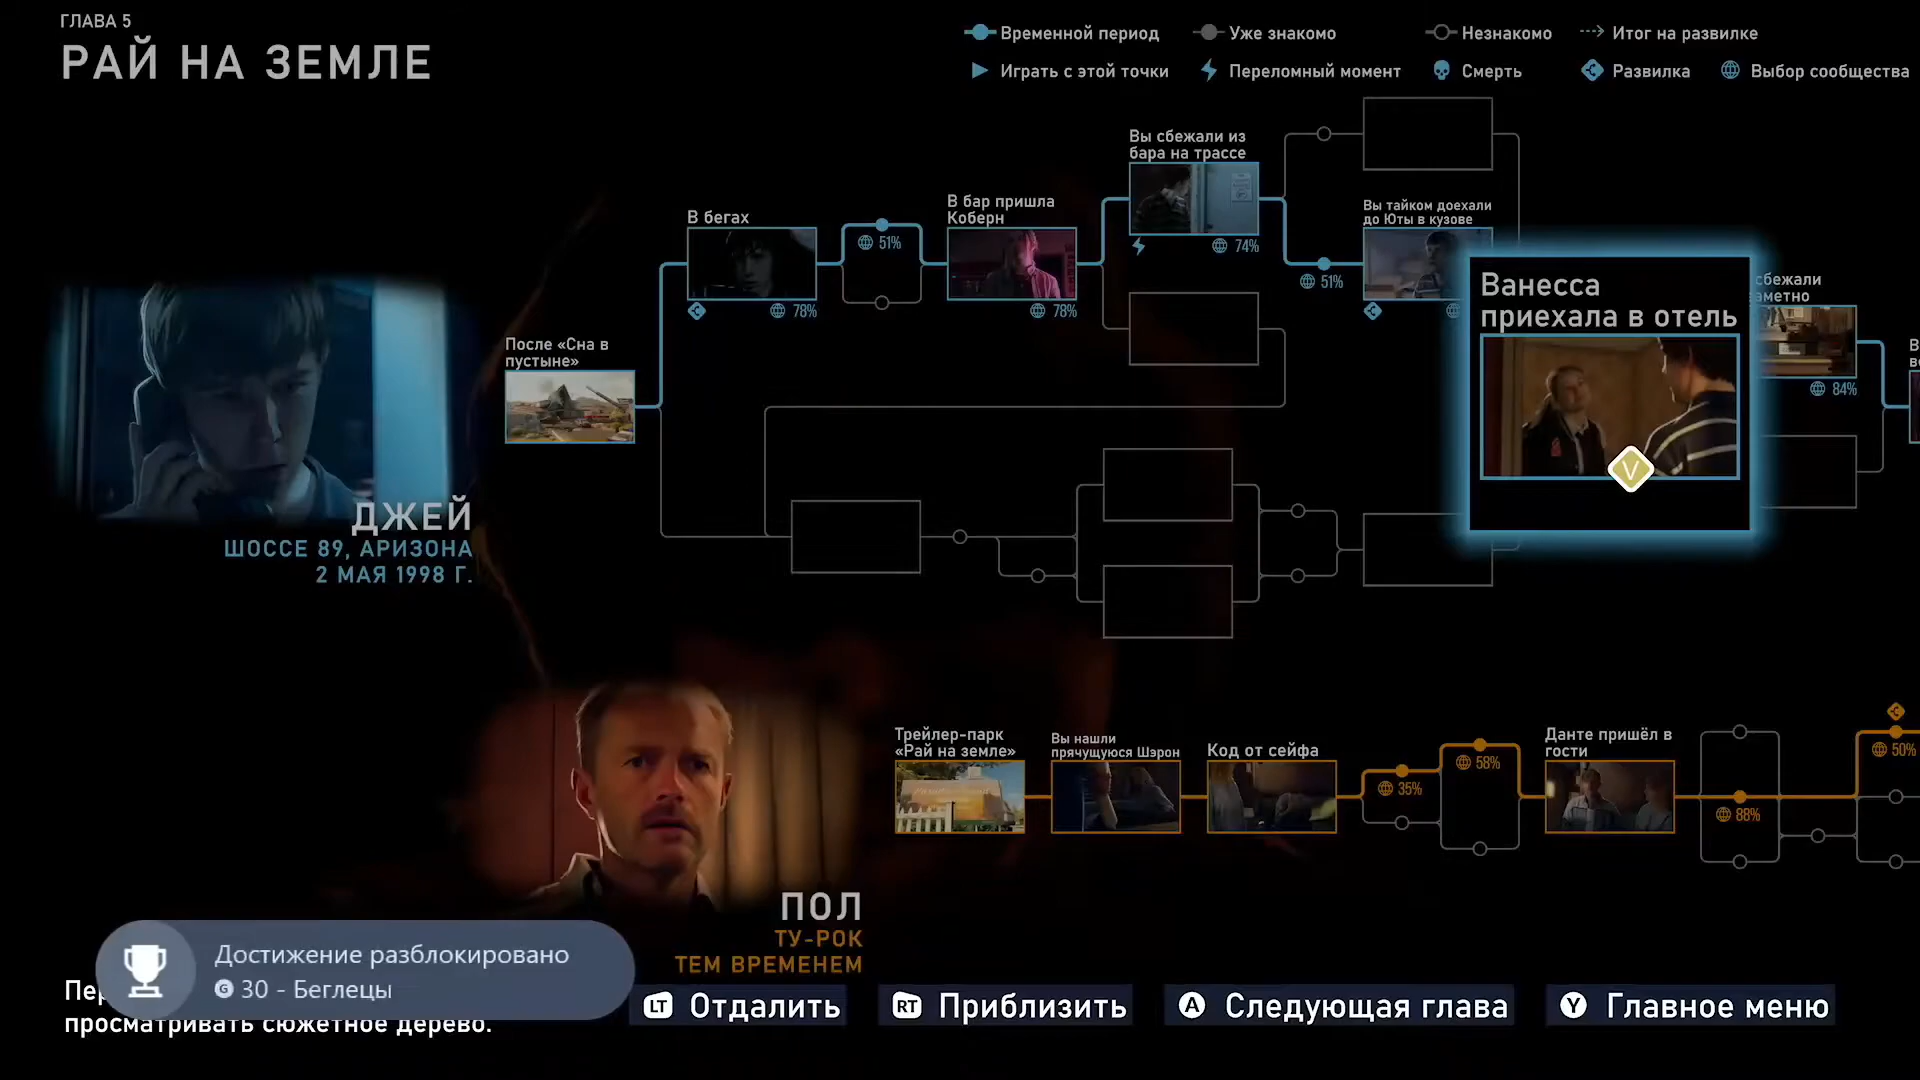 ГЛАВА 5
РАЙ НА ЗЕМЛЕ
Временной период
Уже знакомо
Незнакомо
Итог на развилке
Играть с этой точки
Переломный момент
Смерть
Развилка
Выбор сообщества
Вы сбежали из
бара на трассе
74%
В бегах
78%
51%
В бар пришла
Коберн
78%
51%
Вы тайком доехали
до Юты в кузове
Ванесса
приехала в отель
V
сбежали
84%
После «Сна в
пустыне»
ДЖЕЙ
ШОССЕ 89, АРИЗОНА
2 МАЯ 1998 Г.
Трейлер-парк
«Рай на земле»
Вы нашли
прячущуюся Шэрон
Код от сейфа
35%
58%
Данте пришёл в
гости
88%
50%
ПОЛ
ТУ-РОК
ТЕМ ВРЕМЕНЕМ
Достижение разблокировано
G 30 - Беглецы
просматривать сюжетное дерево.
LT Отдалить
RT Приблизить
A Следующая глава
Y Главное меню